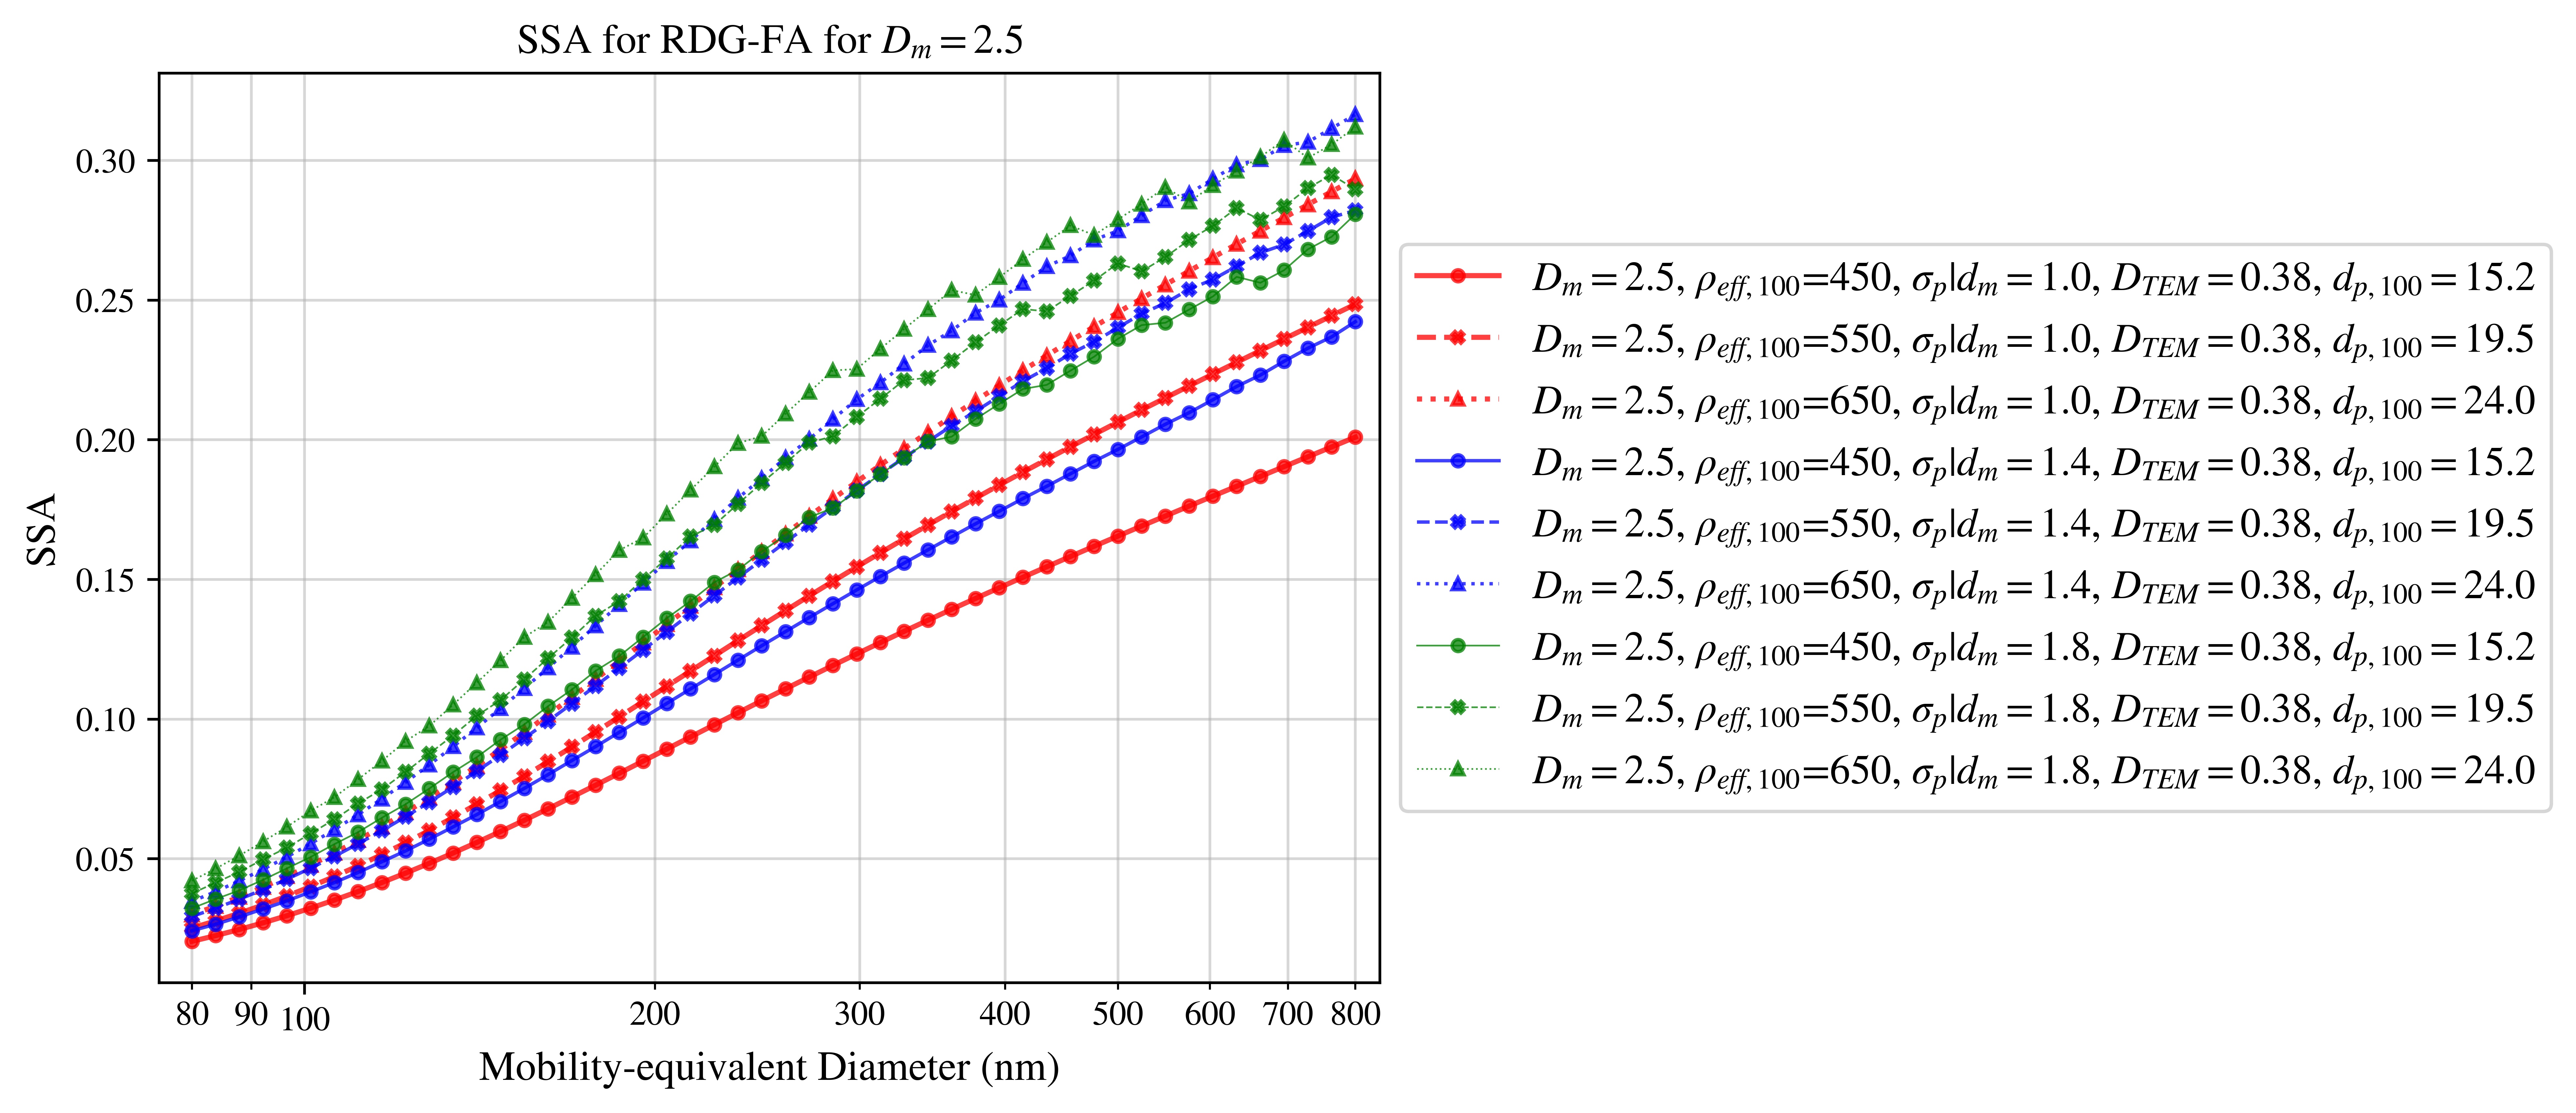 SSA for RDG-FA for D_m = 2.5
SSA
0.30
0.25
0.20
0.15
0.10
0.05
80 90 100 200 300 400 500 600 700 800
Mobility-equivalent Diameter (nm)
D_m = 2.5, ρ_eff,100=450, σ_p|d_m = 1.0, D_TEM = 0.38, d_p,100 = 15.2
D_m = 2.5, ρ_eff,100=550, σ_p|d_m = 1.0, D_TEM = 0.38, d_p,100 = 19.5
D_m = 2.5, ρ_eff,100=650, σ_p|d_m = 1.0, D_TEM = 0.38, d_p,100 = 24.0
D_m = 2.5, ρ_eff,100=450, σ_p|d_m = 1.4, D_TEM = 0.38, d_p,100 = 15.2
D_m = 2.5, ρ_eff,100=550, σ_p|d_m = 1.4, D_TEM = 0.38, d_p,100 = 19.5
D_m = 2.5, ρ_eff,100=650, σ_p|d_m = 1.4, D_TEM = 0.38, d_p,100 = 24.0
D_m = 2.5, ρ_eff,100=450, σ_p|d_m = 1.8, D_TEM = 0.38, d_p,100 = 15.2
D_m = 2.5, ρ_eff,100=550, σ_p|d_m = 1.8, D_TEM = 0.38, d_p,100 = 19.5
D_m = 2.5, ρ_eff,100=650, σ_p|d_m = 1.8, D_TEM = 0.38, d_p,100 = 24.0